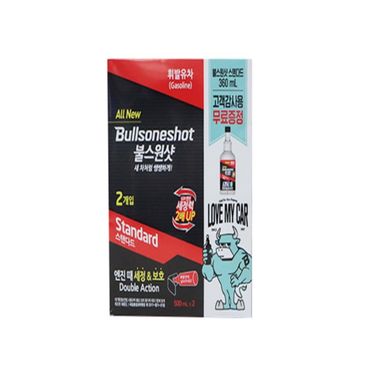 휘발유차
(Gasoline)
All New
Bullsoneshot
불스원샷
새 차처럼 쌩쌩하게!
2개입
세정력
2배 UP
Standard
스탠다드
엔진 때 세정 & 보호
Double Action
500 mL x 2
불스원샷 스탠다드
360 mL
고객감사용
무료증정
LOVE MY CAR